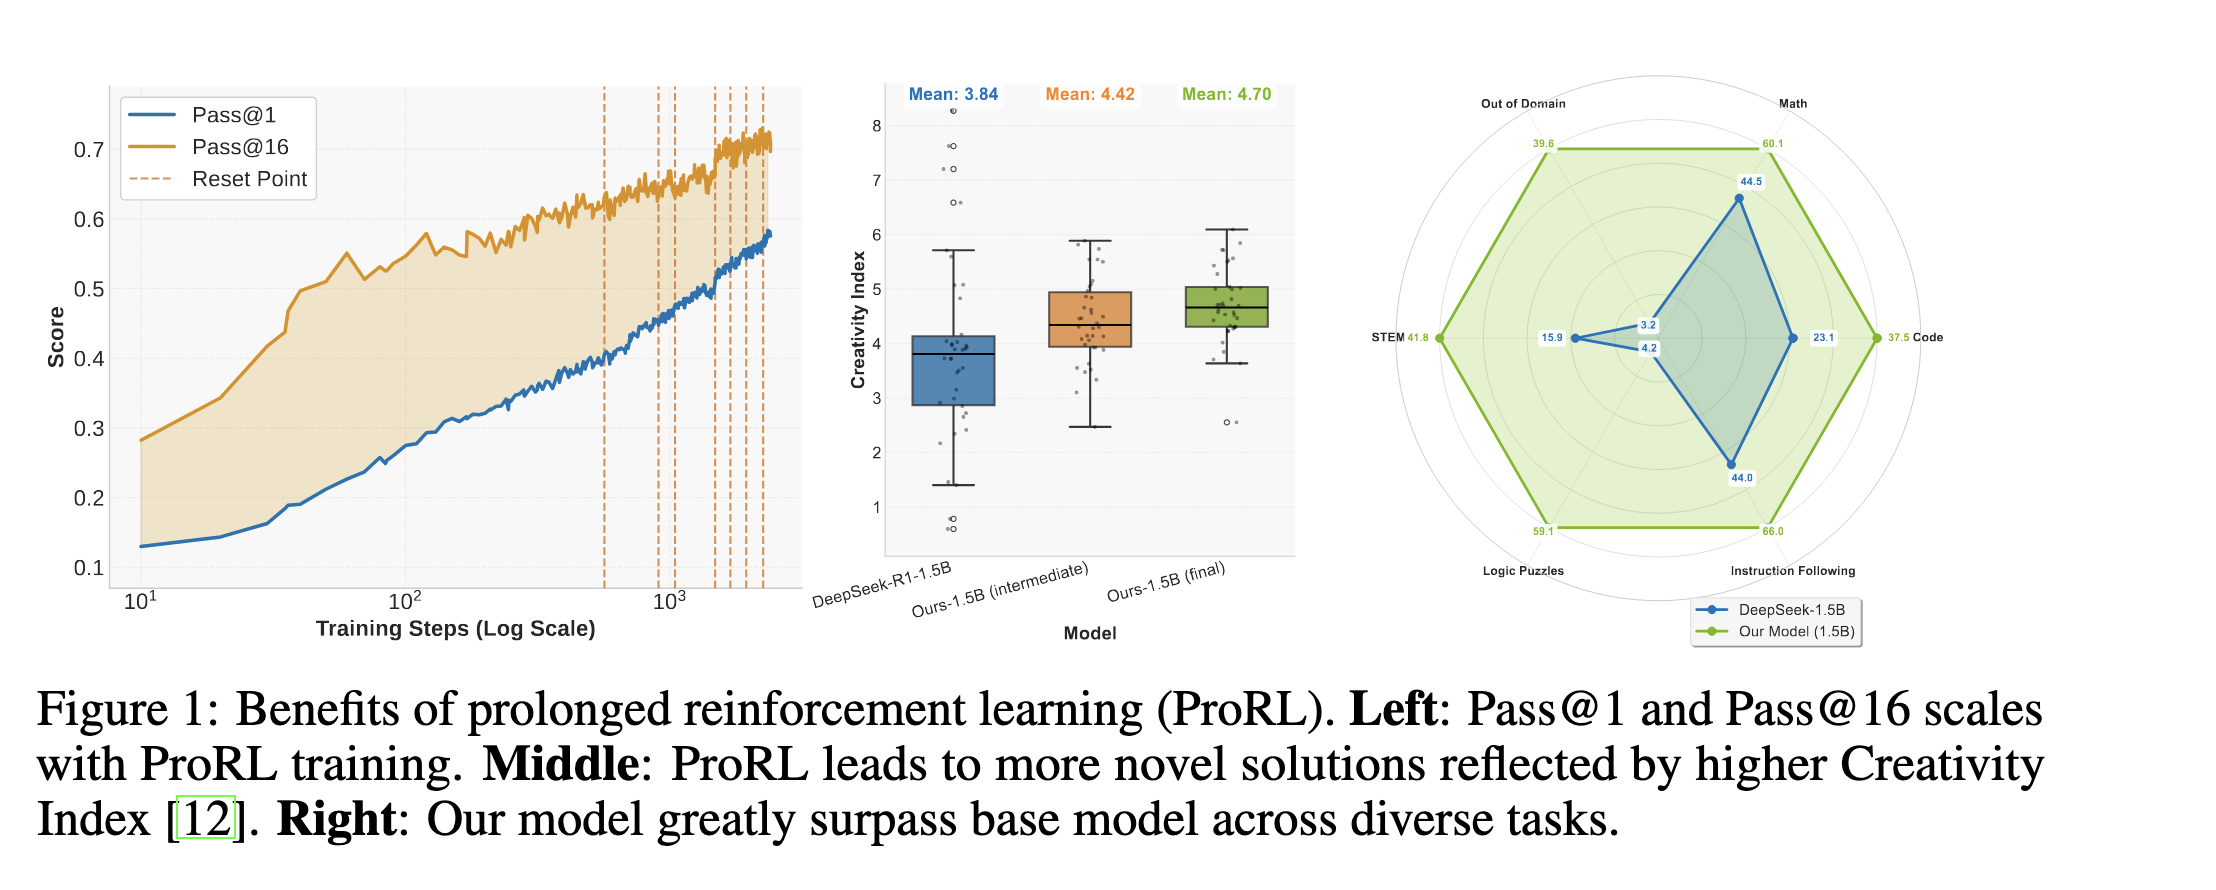 Pass@1
Pass@16
Reset Point
Score
0.7
0.6
0.5
0.4
0.3
0.2
0.1
10¹
10²
10³
Training Steps (Log Scale)
Mean: 3.84
Mean: 4.42
Mean: 4.70
Creativity Index
8
7
6
5
4
3
2
1
DeepSeek-R1-1.5B
Ours-1.5B (intermediate)
Ours-1.5B (final)
Model
Out of Domain
Math
39.6
60.1
44.5
3.2
STEM 41.8
15.9
23.1
37.5 Code
4.2
44.0
59.1
66.0
Logic Puzzles
Instruction Following
DeepSeek-1.5B
Our Model (1.5B)
Figure 1: Benefits of prolonged reinforcement learning (ProRL). Left: Pass@1 and Pass@16 scales
with ProRL training. Middle: ProRL leads to more novel solutions reflected by higher Creativity
Index [12]. Right: Our model greatly surpass base model across diverse tasks.